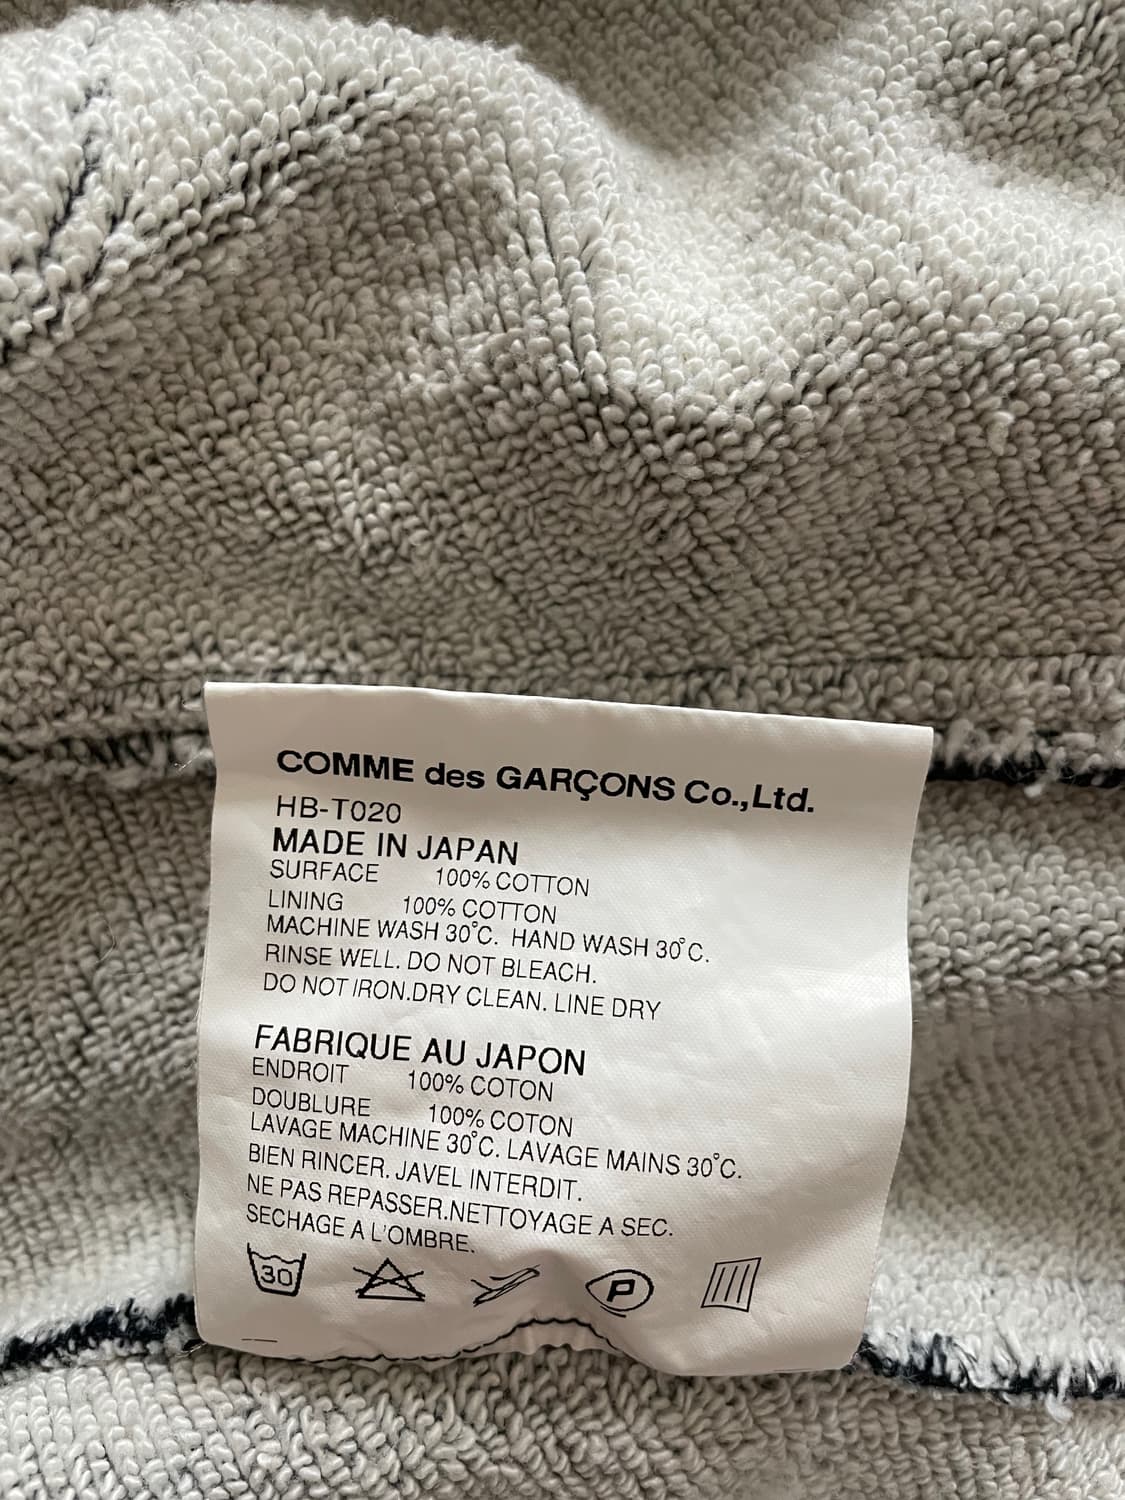 COMME des GARÇONS Co.,Ltd.
HB-T020
MADE IN JAPAN
SURFACE 100% COTTON
LINING 100% COTTON
MACHINE WASH 30°C. HAND WASH 30°C.
RINSE WELL. DO NOT BLEACH.
DO NOT IRON.DRY CLEAN. LINE DRY
FABRIQUE AU JAPON
ENDROIT 100% COTON
DOUBLURE 100% COTON
LAVAGE MACHINE 30°C. LAVAGE MAINS 30°C.
BIEN RINCER. JAVEL INTERDIT.
NE PAS REPASSER.NETTOYAGE A SEC.
SECHAGE A L'OMBRE.
30 P